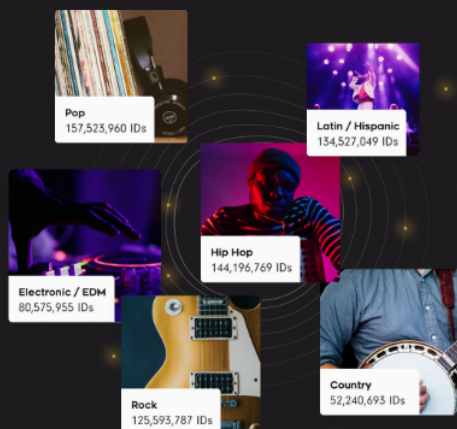 Pop
157,523,960 IDs
Latin / Hispanic
134,527,049 IDs
Hip Hop
144,196,769 IDs
Electronic / EDM
80,575,955 IDs
Country
52,240,693 IDs
Rock
125,593,787 IDs